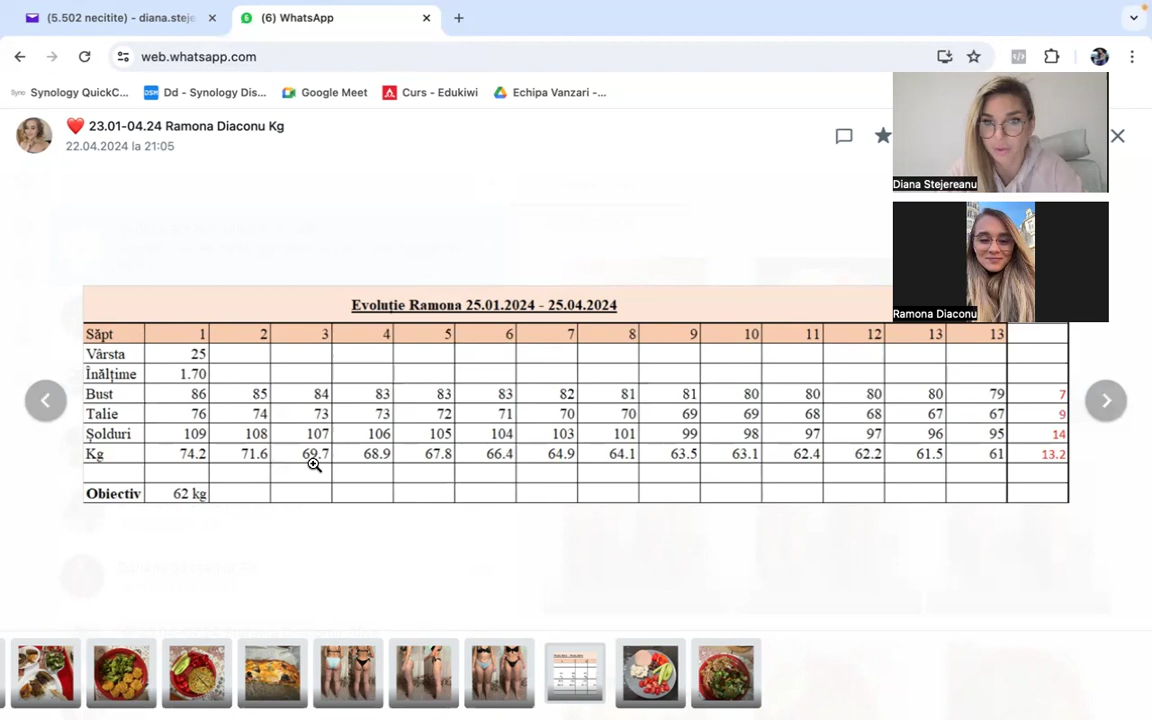 (5.502 necitite) - diana.steje
(6) WhatsApp
web.whatsapp.com
Syno Synology QuickC...
DSM Dd - Synology Dis...
Google Meet
Curs - Edukiwi
Echipa Vanzari -...
❤️ 23.01-04.24 Ramona Diaconu Kg
22.04.2024 la 21:05
Diana Stejereanu
Ramona Diaconu
Evoluție Ramona 25.01.2024 - 25.04.2024
Săpt 1 2 3 4 5 6 7 8 9 10 11 12 13 13
Vârsta 25
Înălțime 1.70
Bust 86 85 84 83 83 83 82 81 81 80 80 80 80 79 7
Talie 76 74 73 73 72 71 70 70 69 69 68 68 67 67 9
Șolduri 109 108 107 106 105 104 103 101 99 98 97 97 96 95 14
Kg 74.2 71.6 69.7 68.9 67.8 66.4 64.9 64.1 63.5 63.1 62.4 62.2 61.5 61 13.2
Obiectiv 62 kg